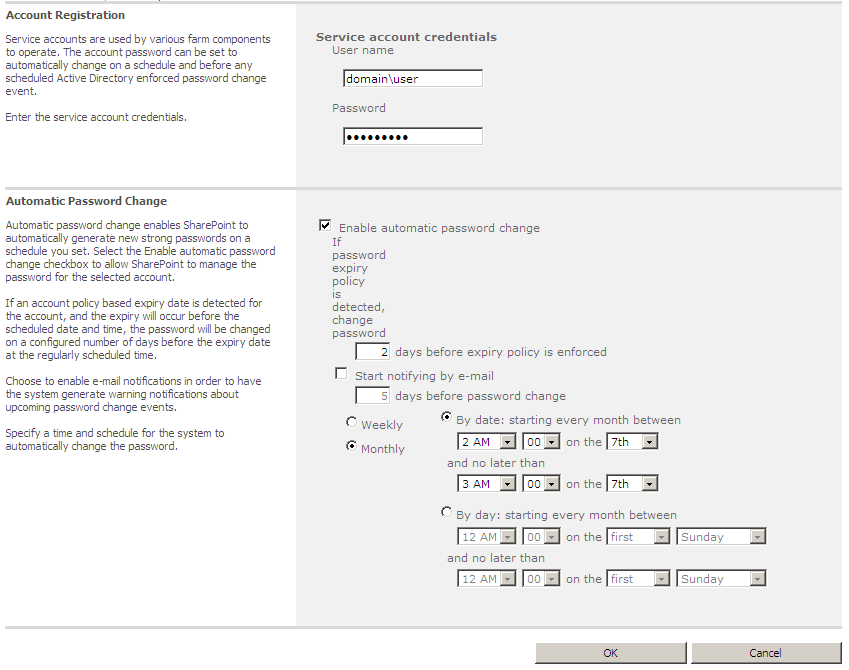 Account Registration
Service accounts are used by various farm components
to operate. The account password can be set to
automatically change on a schedule and before any
scheduled Active Directory enforced password change
event.
Enter the service account credentials.
Service account credentials
User name
domain\user
Password
•••••••••
Automatic Password Change
Automatic password change enables SharePoint to
automatically generate new strong passwords on a
schedule you set. Select the Enable automatic password
change checkbox to allow SharePoint to manage the
password for the selected account.
If an account policy based expiry date is detected for
the account, and the expiry will occur before the
scheduled date and time, the password will be changed
on a configured number of days before the expiry date
at the regularly scheduled time.
Choose to enable e-mail notifications in order to have
the system generate warning notifications about
upcoming password change events.
Specify a time and schedule for the system to
automatically change the password.
Enable automatic password change
If
password
expiry
policy
is
detected,
change
password
2 days before expiry policy is enforced
Start notifying by e-mail
5 days before password change
Weekly
Monthly
By date: starting every month between
2 AM 00 on the 7th
and no later than
3 AM 00 on the 7th
By day: starting every month between
12 AM 00 on the first Sunday
and no later than
12 AM 00 on the first Sunday
OK Cancel